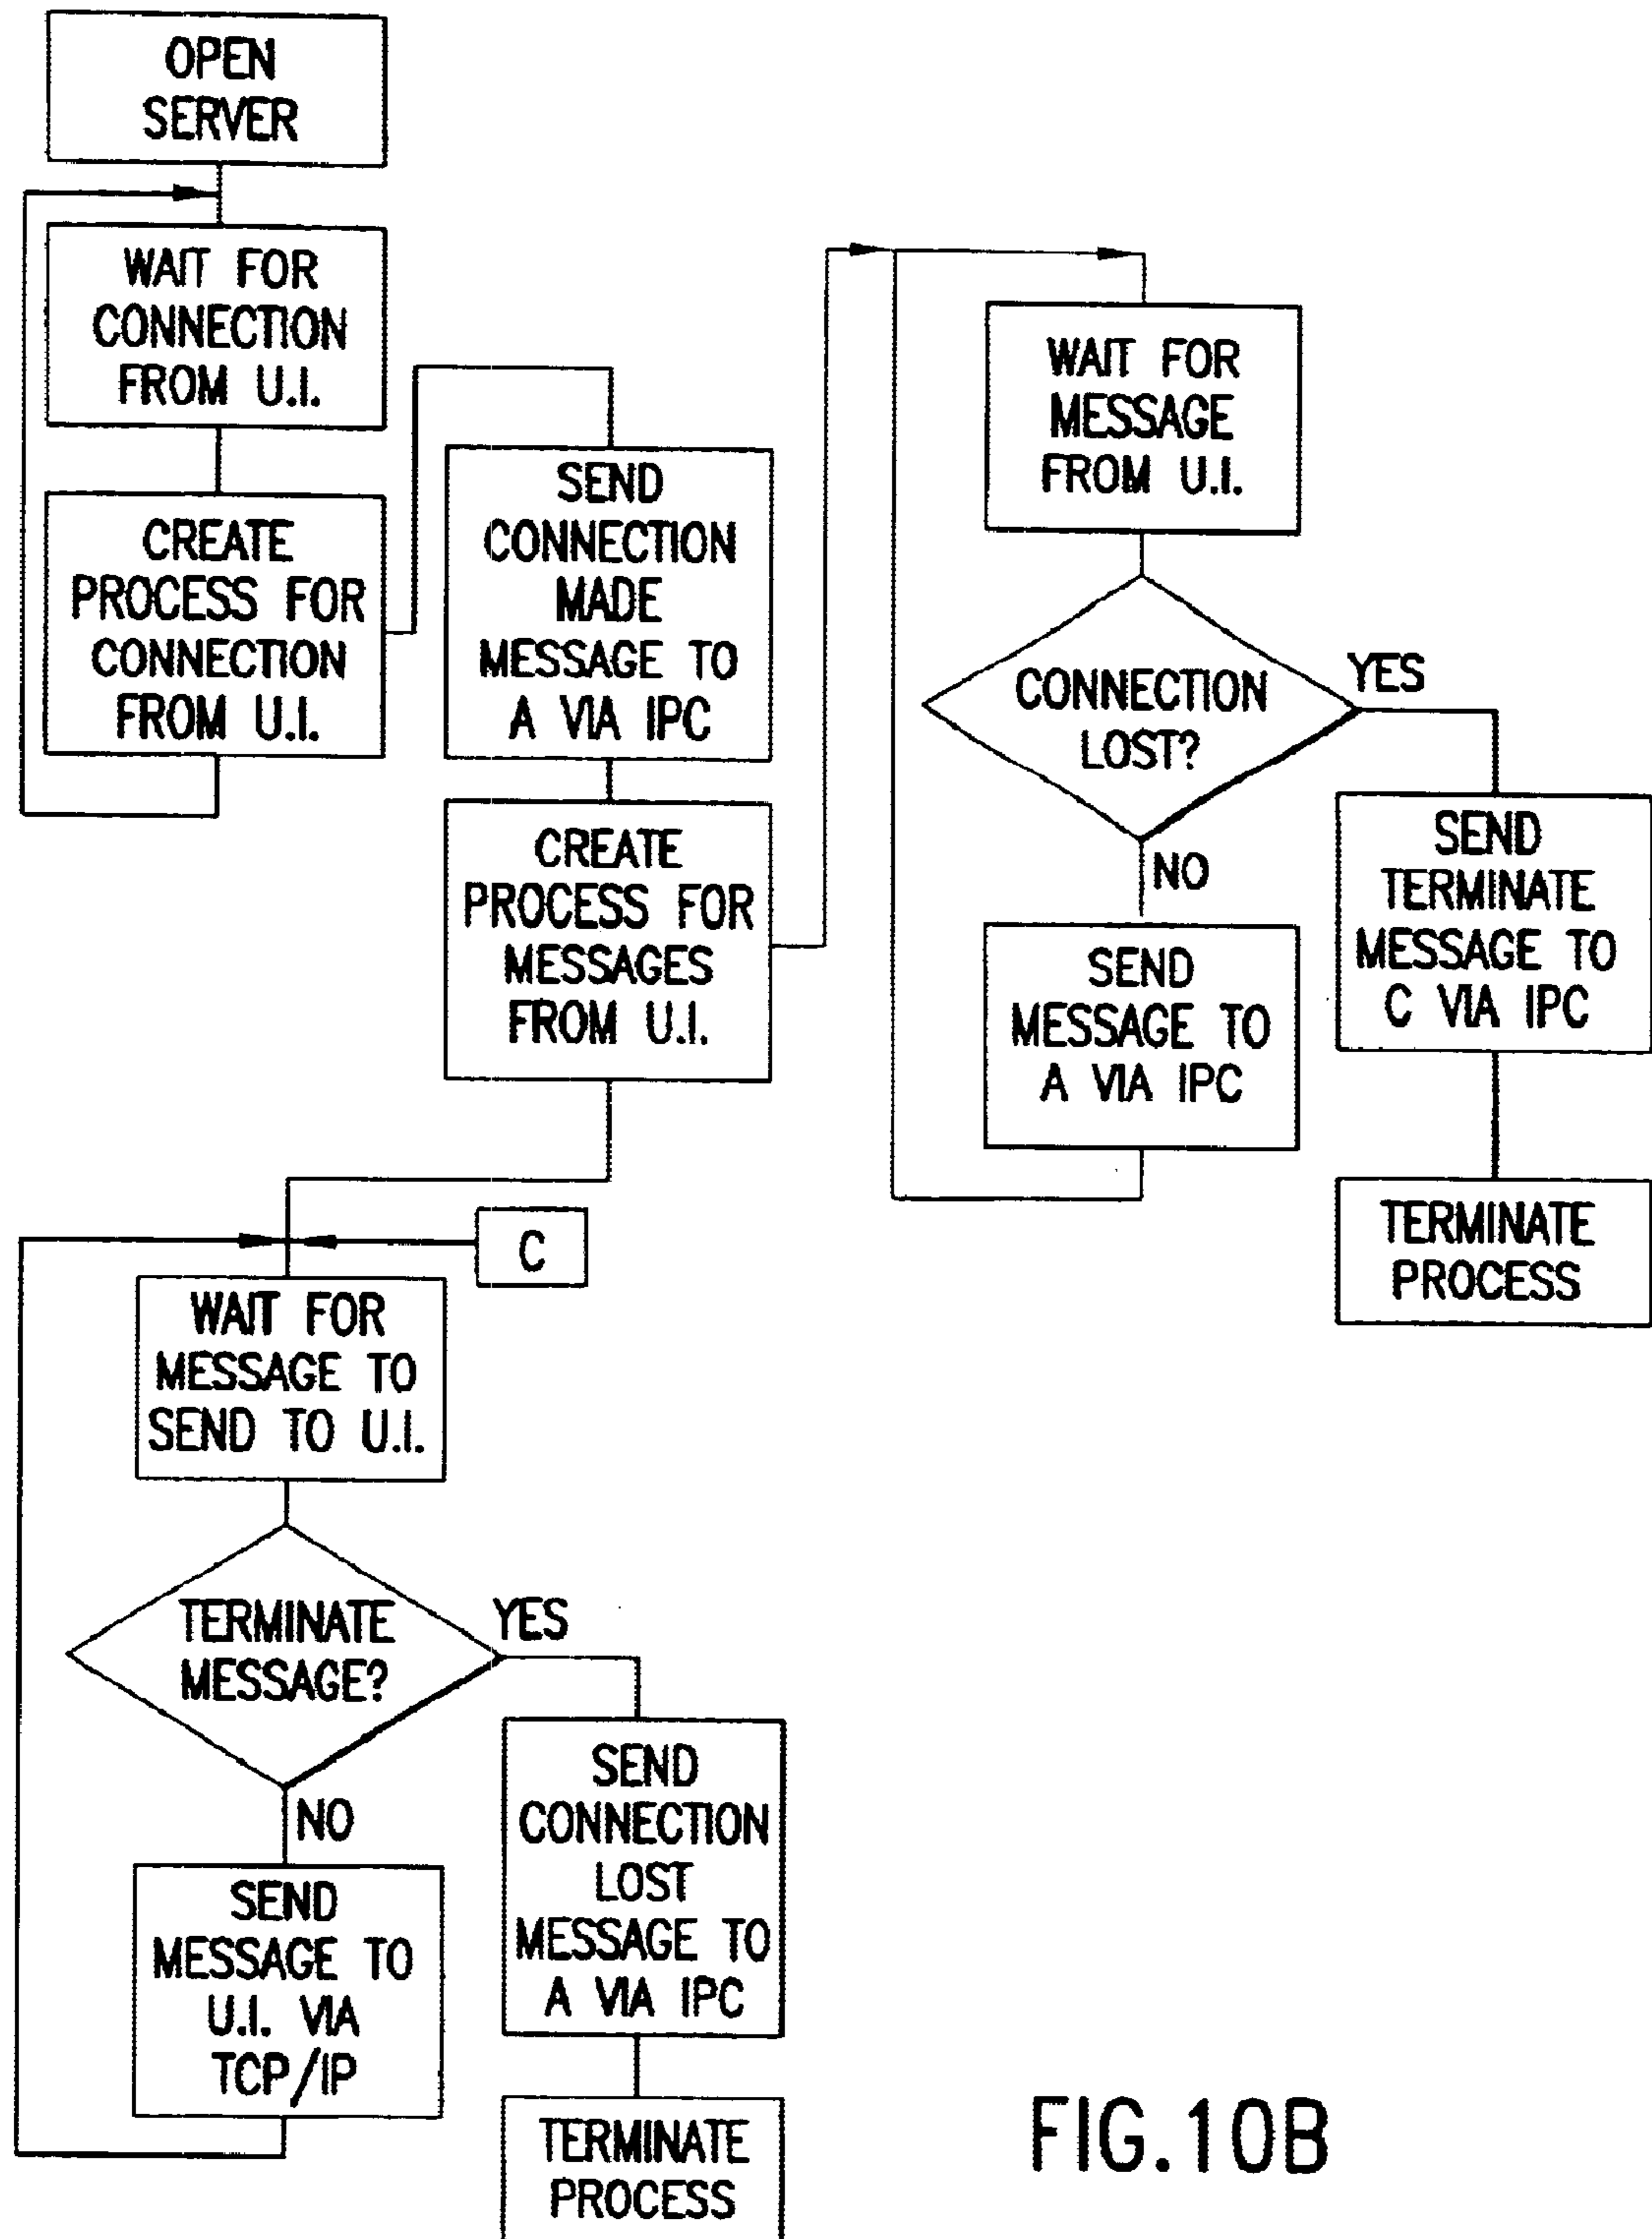 OPEN
SERVER
WAIT FOR
CONNECTION
FROM U.I.
CREATE
PROCESS FOR
CONNECTION
FROM U.I.
SEND
CONNECTION
MADE
MESSAGE TO
A VIA IPC
CREATE
PROCESS FOR
MESSAGES
FROM U.I.
WAIT FOR
MESSAGE
FROM U.I.
CONNECTION
LOST?
YES
NO
SEND
MESSAGE TO
A VIA IPC
SEND
TERMINATE
MESSAGE TO
C VIA IPC
TERMINATE
PROCESS
C
WAIT FOR
MESSAGE TO
SEND TO U.I.
TERMINATE
MESSAGE?
YES
NO
SEND
MESSAGE TO
U.I. VIA
TCP/IP
SEND
CONNECTION
LOST
MESSAGE TO
A VIA IPC
TERMINATE
PROCESS
FIG.10B